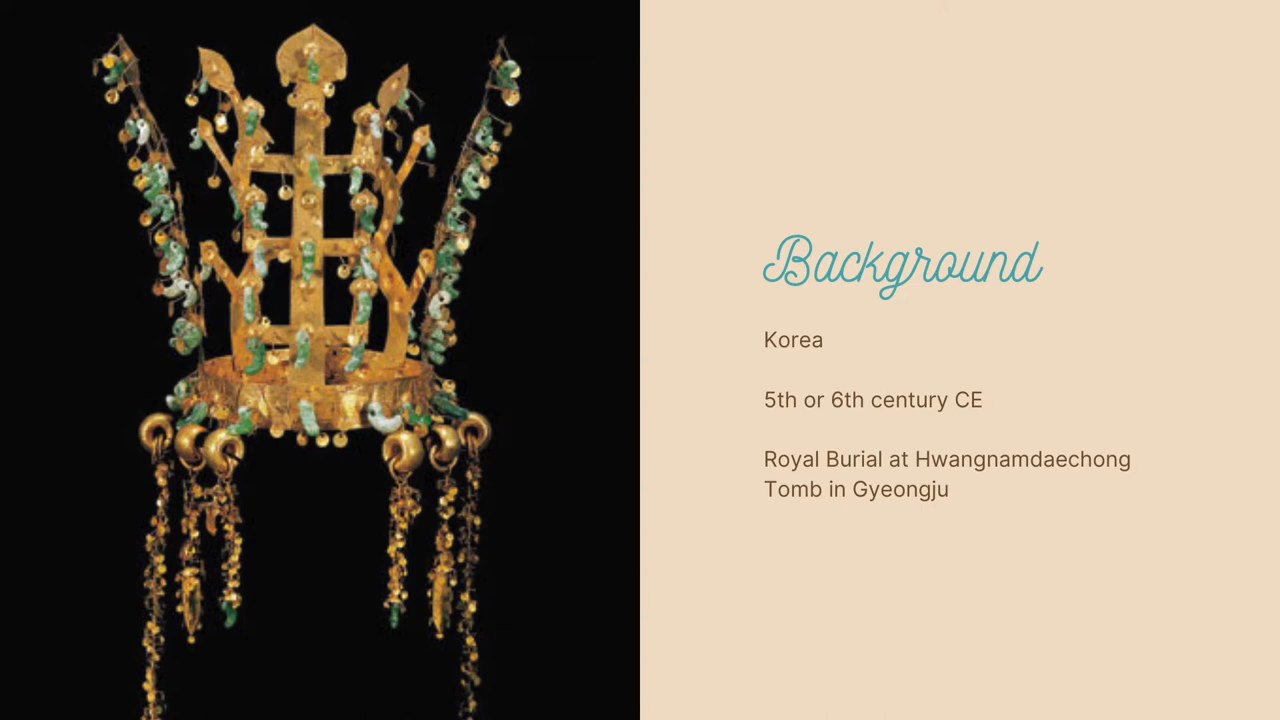 Background
Korea
5th or 6th century CE
Royal Burial at Hwangnamdaechong
Tomb in Gyeongju